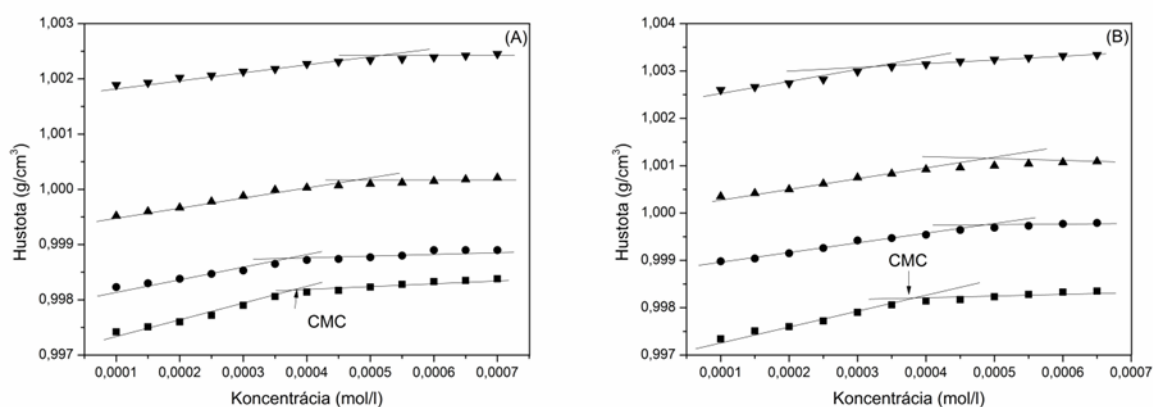 (A)
1,003
1,002
1,001
1,000
0,999
0,998
0,997
Hustota (g/cm³)
CMC
0,0001 0,0002 0,0003 0,0004 0,0005 0,0006 0,0007
Koncentrácia (mol/l)
(B)
1,004
1,003
1,002
1,001
1,000
0,999
0,998
0,997
Hustota (g/cm³)
CMC
0,0001 0,0002 0,0003 0,0004 0,0005 0,0006 0,0007
Koncentrácia (mol/l)